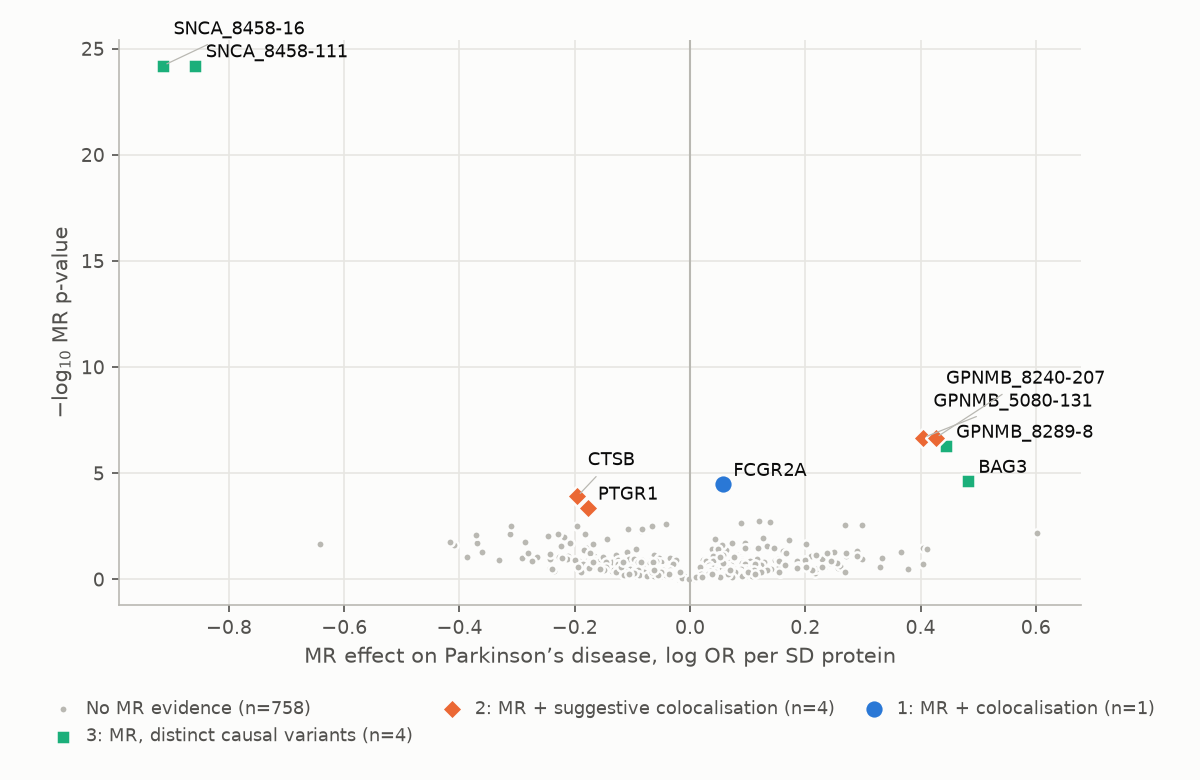 SNCA_8458-16
SNCA_8458-111
25
20
15
10
5
0
−log10 MR p-value
GPNMB_8240-207
GPNMB_5080-131
GPNMB_8289-8
BAG3
CTSB
FCGR2A
PTGR1
−0.8 −0.6 −0.4 −0.2 0.0 0.2 0.4 0.6
MR effect on Parkinson’s disease, log OR per SD protein
No MR evidence (n=758) 2: MR + suggestive colocalisation (n=4) 1: MR + colocalisation (n=1)
3: MR, distinct causal variants (n=4)